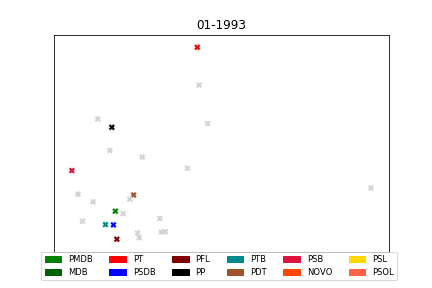 01-1993
PMDB PT PFL PTB PSB PSL
MDB PSDB PP PDT NOVO PSOL